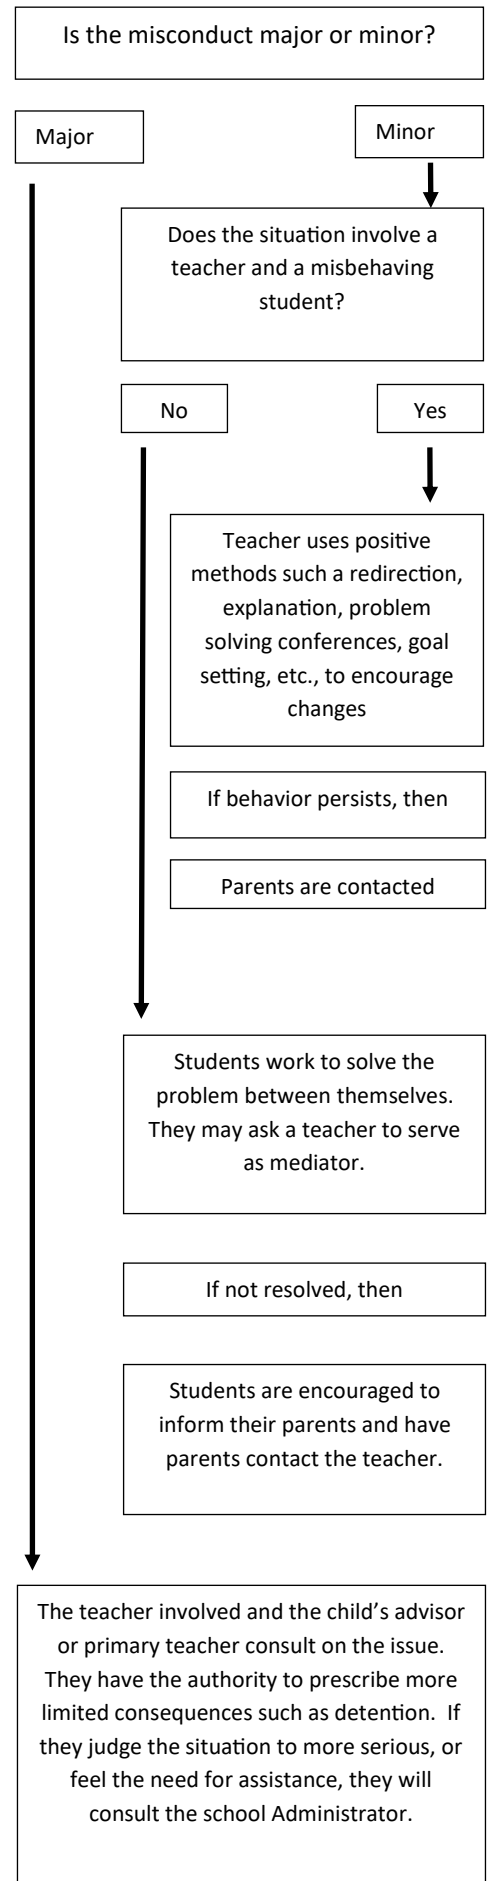 Is the misconduct major or minor?
Major
Minor
Does the situation involve a
teacher and a misbehaving
student?
No
Yes
Teacher uses positive
methods such a redirection,
explanation, problem
solving conferences, goal
setting, etc., to encourage
changes
If behavior persists, then
Parents are contacted
Students work to solve the
problem between themselves.
They may ask a teacher to serve
as mediator.
If not resolved, then
Students are encouraged to
inform their parents and have
parents contact the teacher.
The teacher involved and the child’s advisor
or primary teacher consult on the issue.
They have the authority to prescribe more
limited consequences such as detention.  If
they judge the situation to more serious, or
feel the need for assistance, they will
consult the school Administrator.